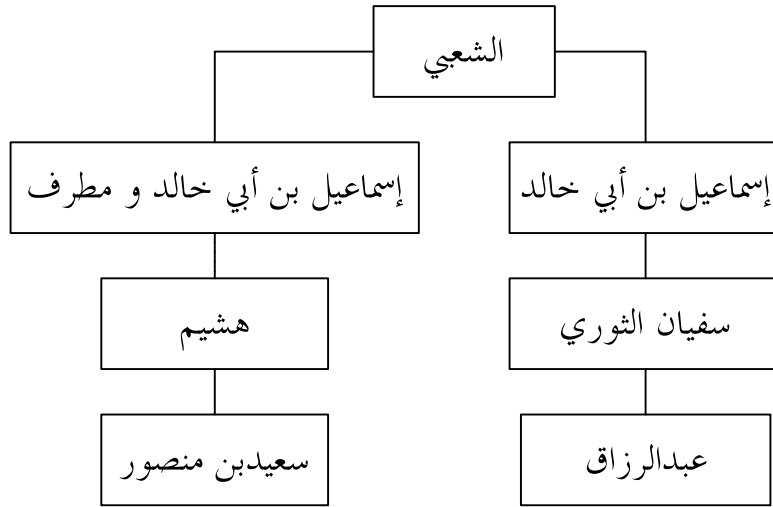 الشعبي
إسماعيل بن أبي خالد
إسماعيل بن أبي خالد و مطرف
سفيان الثوري
هشيم
عبدالرزاق
سعيدبن منصور